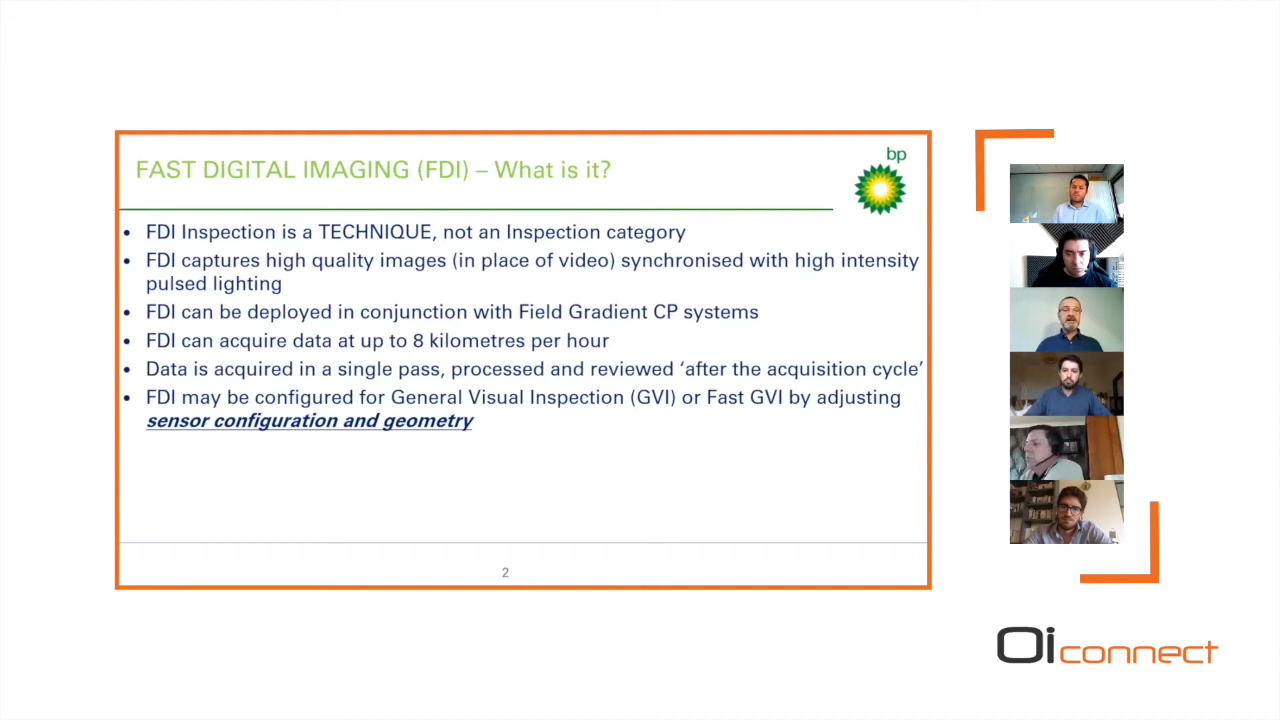 FAST DIGITAL IMAGING (FDI) – What is it?
bp
• FDI Inspection is a TECHNIQUE, not an Inspection category
• FDI captures high quality images (in place of video) synchronised with high intensity
pulsed lighting
• FDI can be deployed in conjunction with Field Gradient CP systems
• FDI can acquire data at up to 8 kilometres per hour
• Data is acquired in a single pass, processed and reviewed ‘after the acquisition cycle’
• FDI may be configured for General Visual Inspection (GVI) or Fast GVI by adjusting
sensor configuration and geometry
2
Oi connect